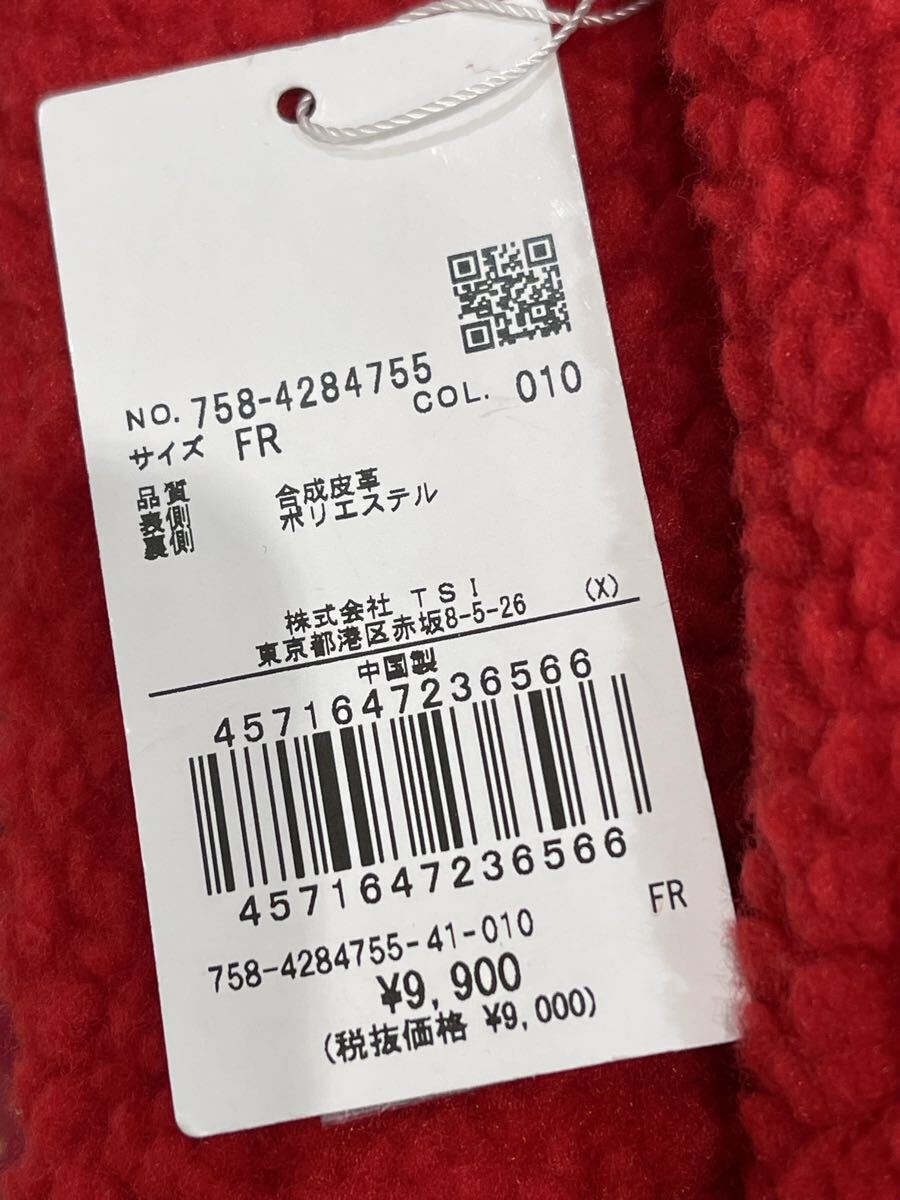 NO. 758-4284755 COL. 010
サイズ FR
品質
表側 合成皮革
裏側 ポリエステル
株式会社 TSI (X)
東京都港区赤坂8-5-26
中国製
4571647236566
4571647236566
FR
758-4284755-41-010
¥9,900
(税抜価格 ¥9,000)